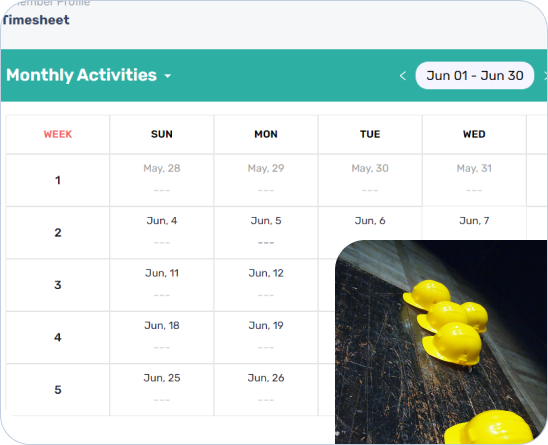 Member Profile
Timesheet
Monthly Activities
Jun 01 - Jun 30
WEEK SUN MON TUE WED
1 May, 28 May, 29 May, 30 May, 31
--- --- --- ---
2 Jun, 4 Jun, 5 Jun, 6 Jun, 7
--- ---
3 Jun, 11 Jun, 12
--- ---
4 Jun, 18 Jun, 19
--- ---
5 Jun, 25 Jun, 26
--- ---